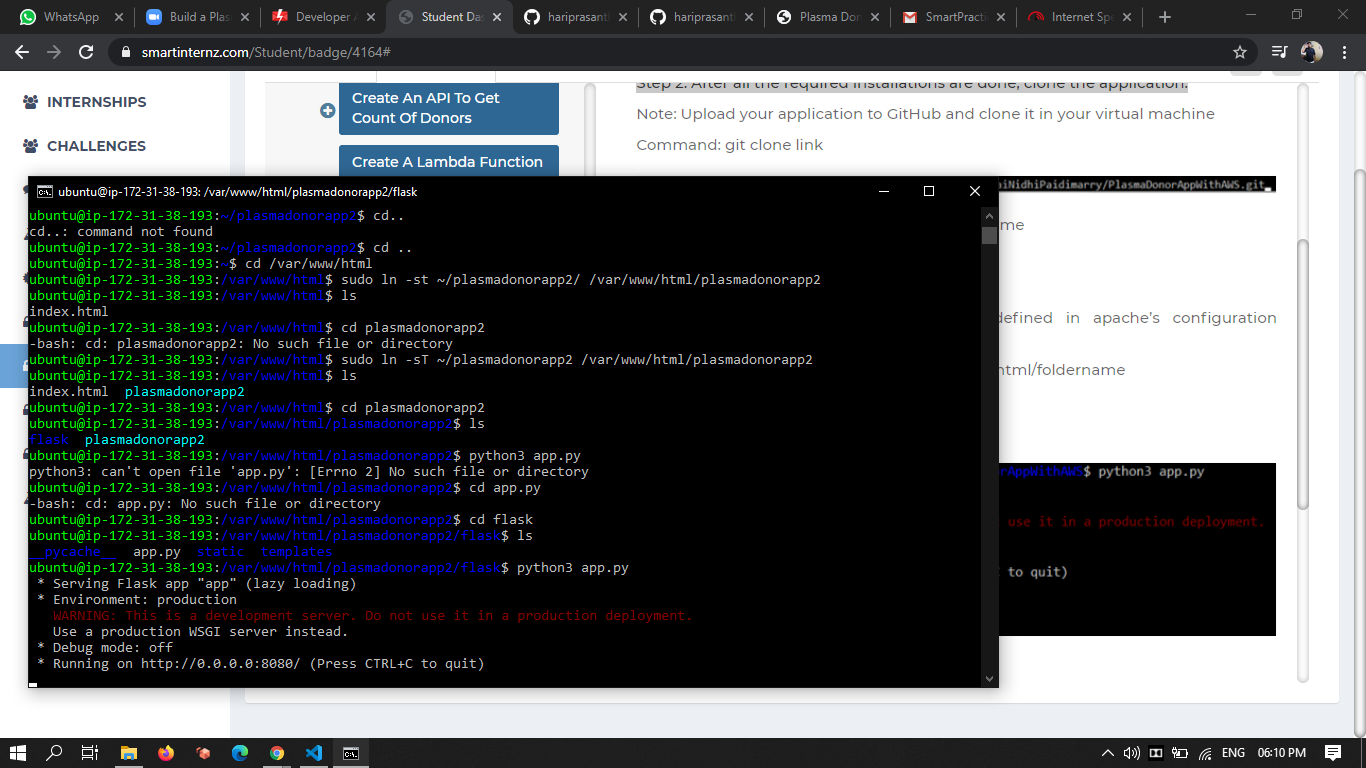 WhatsApp
Build a Plas
Developer A
Student Das
hariprasanth
hariprasanth
Plasma Don
SmartPracti
Internet Spe
smartinternz.com/Student/badge/4164#
INTERNSHIPS
CHALLENGES
Create An API To Get
Count Of Donors
Create A Lambda Function
Step 2: After all the required installations are done, clone the application.
Note: Upload your application to GitHub and clone it in your virtual machine
Command: git clone link
aiNidhiPaidimarry/PlasmaDonorAppWithAWS.git
me
defined in apache's configuration
html/foldername
orAppWithAWS$ python3 app.py
use it in a production deployment.
C to quit)
ubuntu@ip-172-31-38-193: /var/www/html/plasmadonorapp2/flask
ubuntu@ip-172-31-38-193:~/plasmadonorapp2$ cd..
cd..: command not found
ubuntu@ip-172-31-38-193:~/plasmadonorapp2$ cd ..
ubuntu@ip-172-31-38-193:~$ cd /var/www/html
ubuntu@ip-172-31-38-193:/var/www/html$ sudo ln -st ~/plasmadonorapp2/ /var/www/html/plasmadonorapp2
ubuntu@ip-172-31-38-193:/var/www/html$ ls
index.html
ubuntu@ip-172-31-38-193:/var/www/html$ cd plasmadonorapp2
-bash: cd: plasmadonorapp2: No such file or directory
ubuntu@ip-172-31-38-193:/var/www/html$ sudo ln -sT ~/plasmadonorapp2 /var/www/html/plasmadonorapp2
ubuntu@ip-172-31-38-193:/var/www/html$ ls
index.html  plasmadonorapp2
ubuntu@ip-172-31-38-193:/var/www/html$ cd plasmadonorapp2
ubuntu@ip-172-31-38-193:/var/www/html/plasmadonorapp2$ ls
flask  plasmadonorapp2
ubuntu@ip-172-31-38-193:/var/www/html/plasmadonorapp2$ python3 app.py
python3: can't open file 'app.py': [Errno 2] No such file or directory
ubuntu@ip-172-31-38-193:/var/www/html/plasmadonorapp2$ cd app.py
-bash: cd: app.py: No such file or directory
ubuntu@ip-172-31-38-193:/var/www/html/plasmadonorapp2$ cd flask
ubuntu@ip-172-31-38-193:/var/www/html/plasmadonorapp2/flask$ ls
__pycache__  app.py  static  templates
ubuntu@ip-172-31-38-193:/var/www/html/plasmadonorapp2/flask$ python3 app.py
* Serving Flask app "app" (lazy loading)
* Environment: production
WARNING: This is a development server. Do not use it in a production deployment.
Use a production WSGI server instead.
* Debug mode: off
* Running on http://0.0.0.0:8080/ (Press CTRL+C to quit)
ENG
06:10 PM